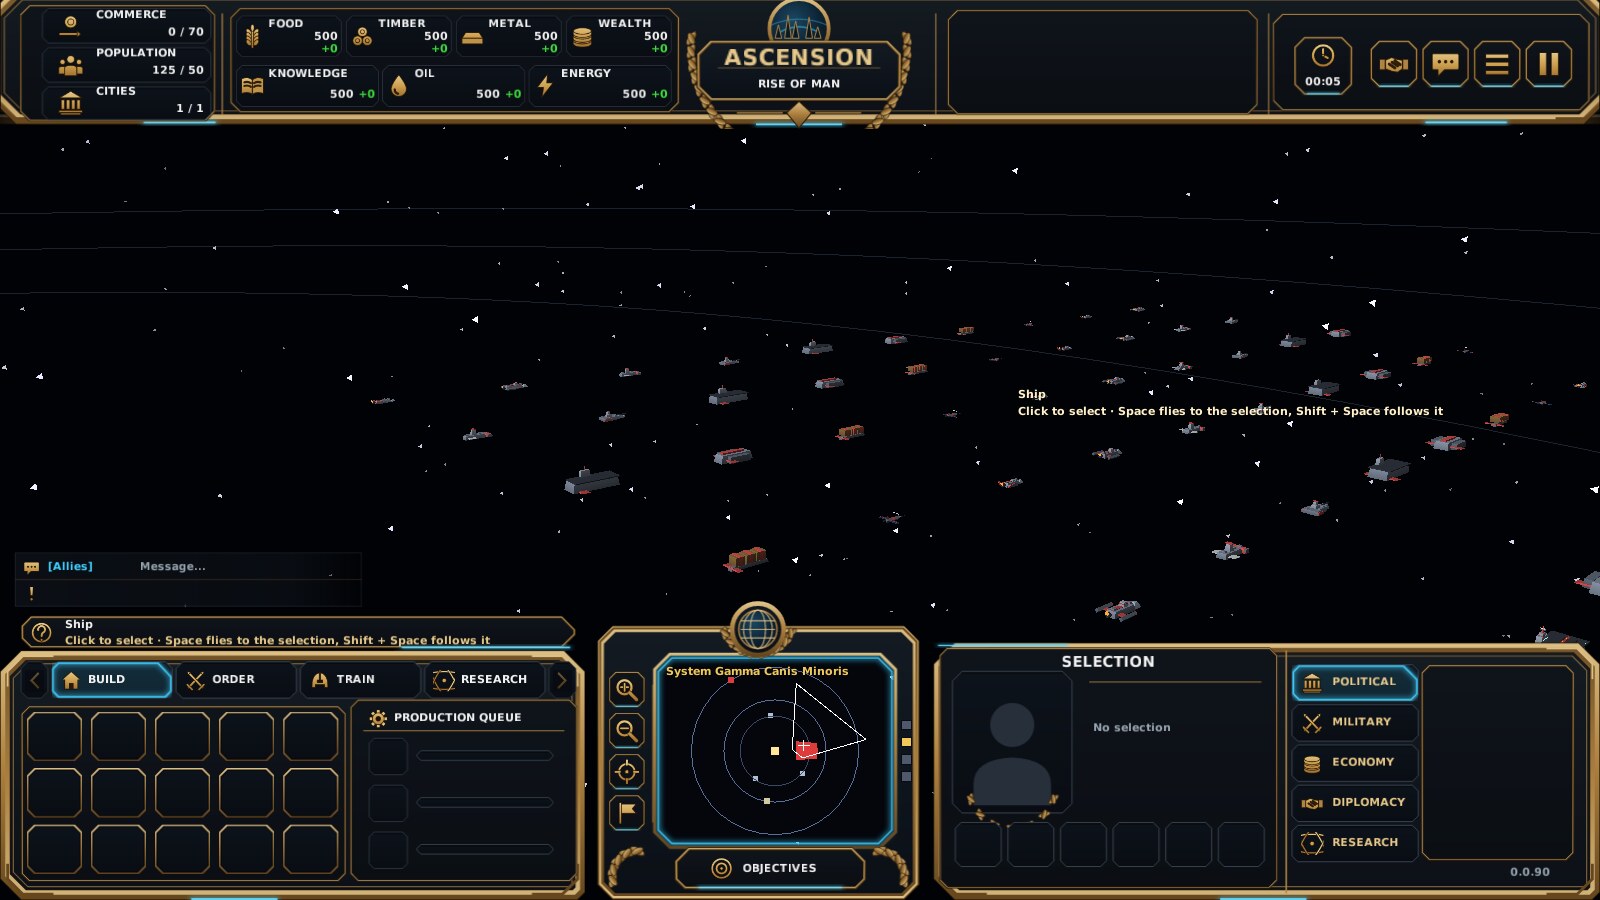 COMMERCE
0 / 70
POPULATION
125 / 50
CITIES
1 / 1
FOOD
500
+0
TIMBER
500
+0
METAL
500
+0
WEALTH
500
+0
KNOWLEDGE
500 +0
OIL
500 +0
ENERGY
500 +0
ASCENSION
RISE OF MAN
00:05
Ship
Click to select · Space flies to the selection, Shift + Space follows it
[Allies] Message...
!
Ship
Click to select · Space flies to the selection, Shift + Space follows it
BUILD
ORDER
TRAIN
RESEARCH
PRODUCTION QUEUE
System Gamma Canis Minoris
OBJECTIVES
SELECTION
No selection
POLITICAL
MILITARY
ECONOMY
DIPLOMACY
RESEARCH
0.0.90